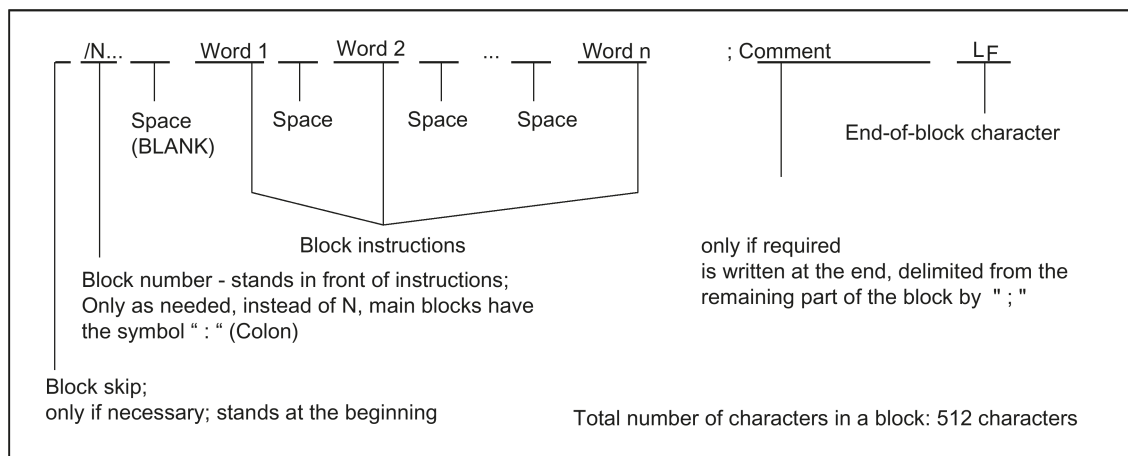 /N... Word 1 Word 2 ... Word n ; Comment LF
Space
(BLANK)
Space
Space
Space
End-of-block character
Block instructions
Block number - stands in front of instructions;
Only as needed, instead of N, main blocks have
the symbol “ : “ (Colon)
only if required
is written at the end, delimited from the
remaining part of the block by " ; "
Block skip;
only if necessary; stands at the beginning
Total number of characters in a block: 512 characters